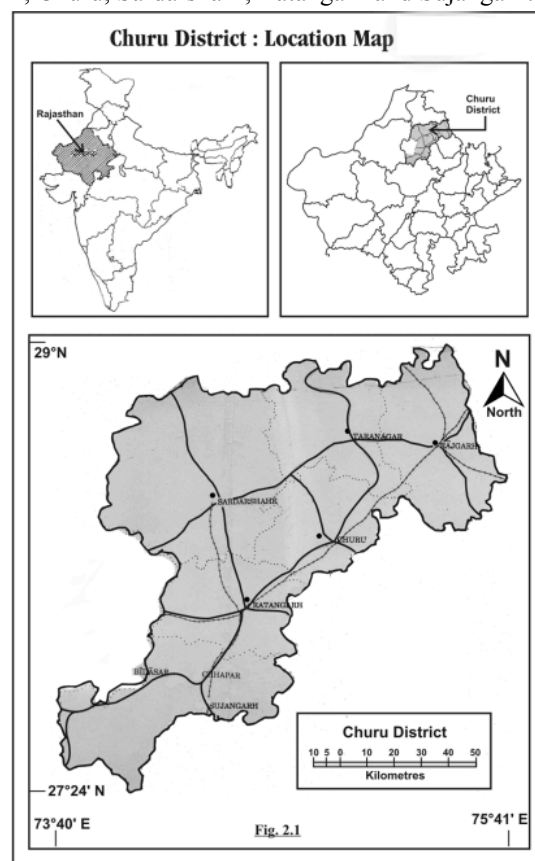 Churu District : Location Map
Rajasthan
Churu
District
29°N
N
North
TARANAGAR
RAJGARH
SARDARSHAHR
CHURU
RATANGARH
BIDASAR
CHHAPAR
SUJANGARH
Churu District
10 5 0 10 20 30 40 50
Kilometres
27°24' N
73°40' E
Fig. 2.1
75°41' E